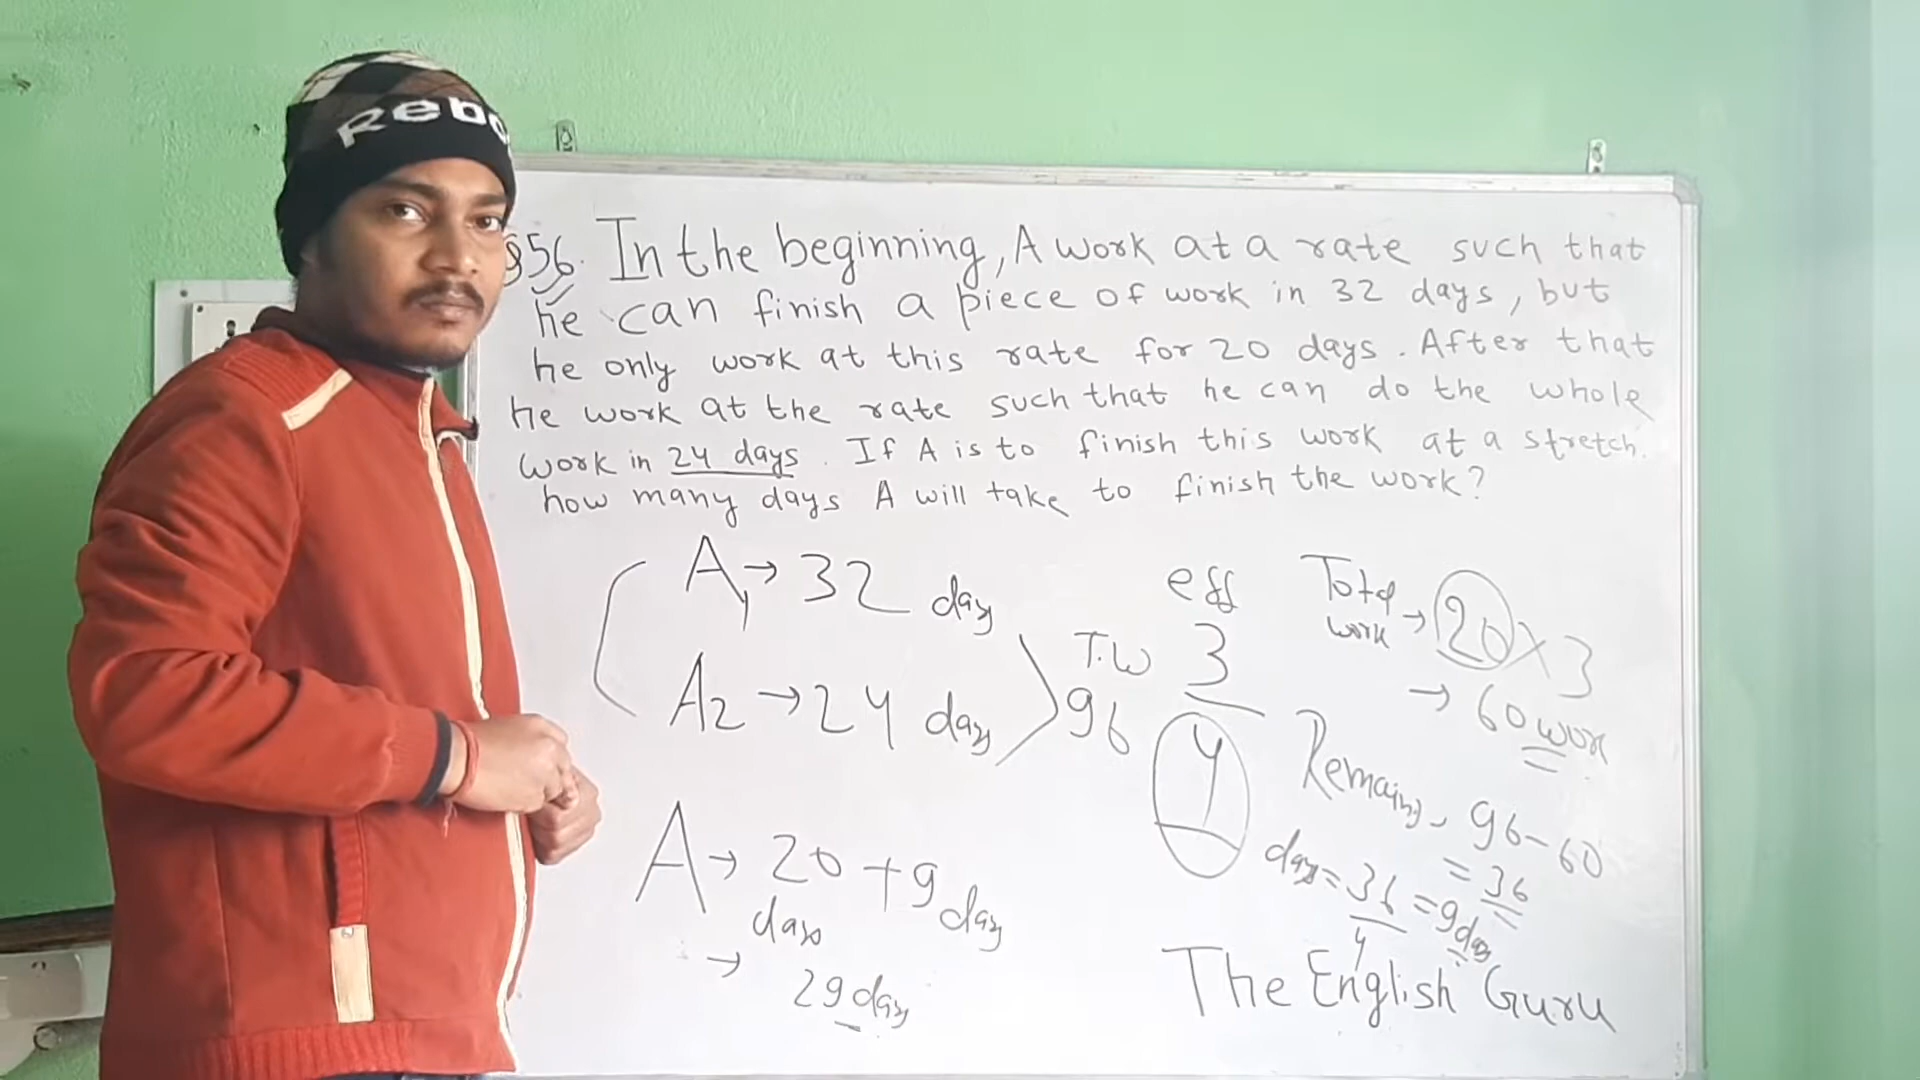 Rebo
§56. In the beginning, A work at a rate such that
he can finish a piece of work in 32 days, but
he only work at this rate for 20 days. After that
he work at the rate such that he can do the whole
work in 24 days. If A is to finish this work at a stretch.
how many days A will take to finish the work?
A1 → 32 day
A2 → 24 day
T.W
96
eff
3
4
Total work → 20 × 3
→ 60 work
Remaing, 96-60
= 36
days = 36/4 = 9 days
A → 20 days + 9 day
→ 29 day
The English Guru